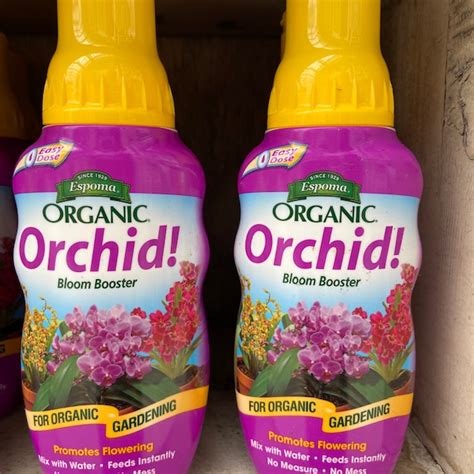 Easy
Dose
SINCE 1929
Espoma
ORGANIC
Orchid!
Bloom Booster
FOR ORGANIC GARDENING
Promotes Flowering
Mix with Water • Feeds Instantly
No Mess
Easy
Dose
SINCE 1929
Espoma
ORGANIC
Orchid!
Bloom Booster
FOR ORGANIC GARDENING
Promotes Flowering
Mix with Water • Feeds Instantly
No Measure • No Mess